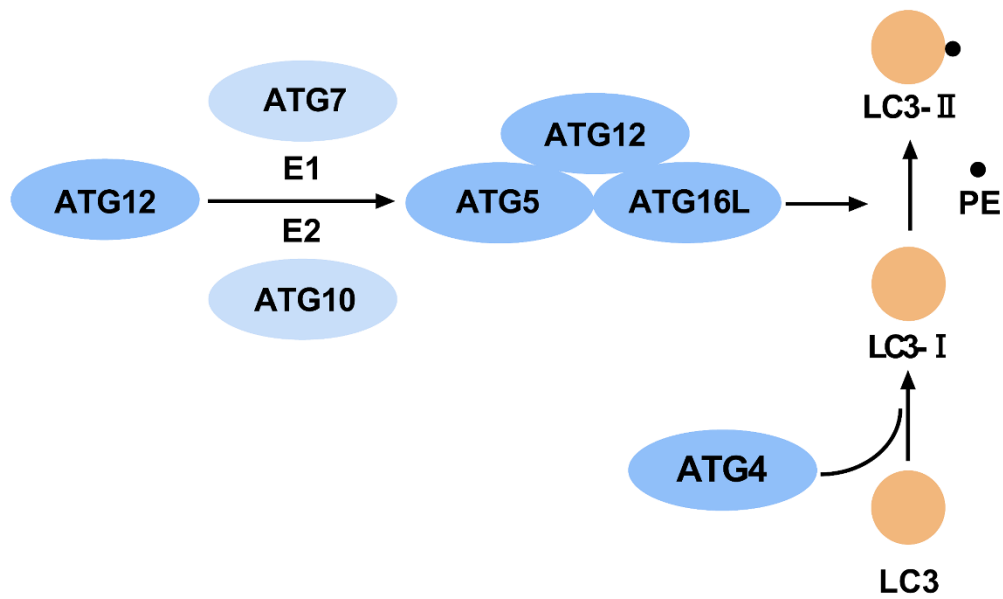 ATG7
E1
ATG12
E2
ATG10
ATG12
ATG5
ATG16L
LC3-Ⅱ
PE
LC3-Ⅰ
ATG4
LC3